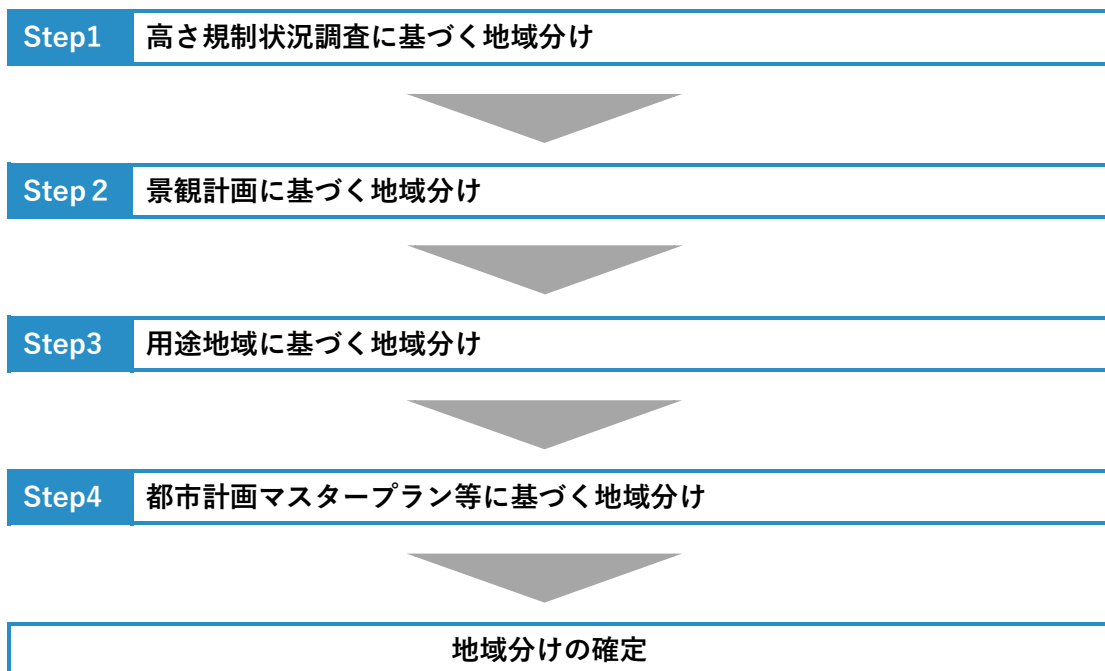 Step1 高さ規制状況調査に基づく地域分け
Step 2 景観計画に基づく地域分け
Step3 用途地域に基づく地域分け
Step4 都市計画マスタープラン等に基づく地域分け
地域分けの確定